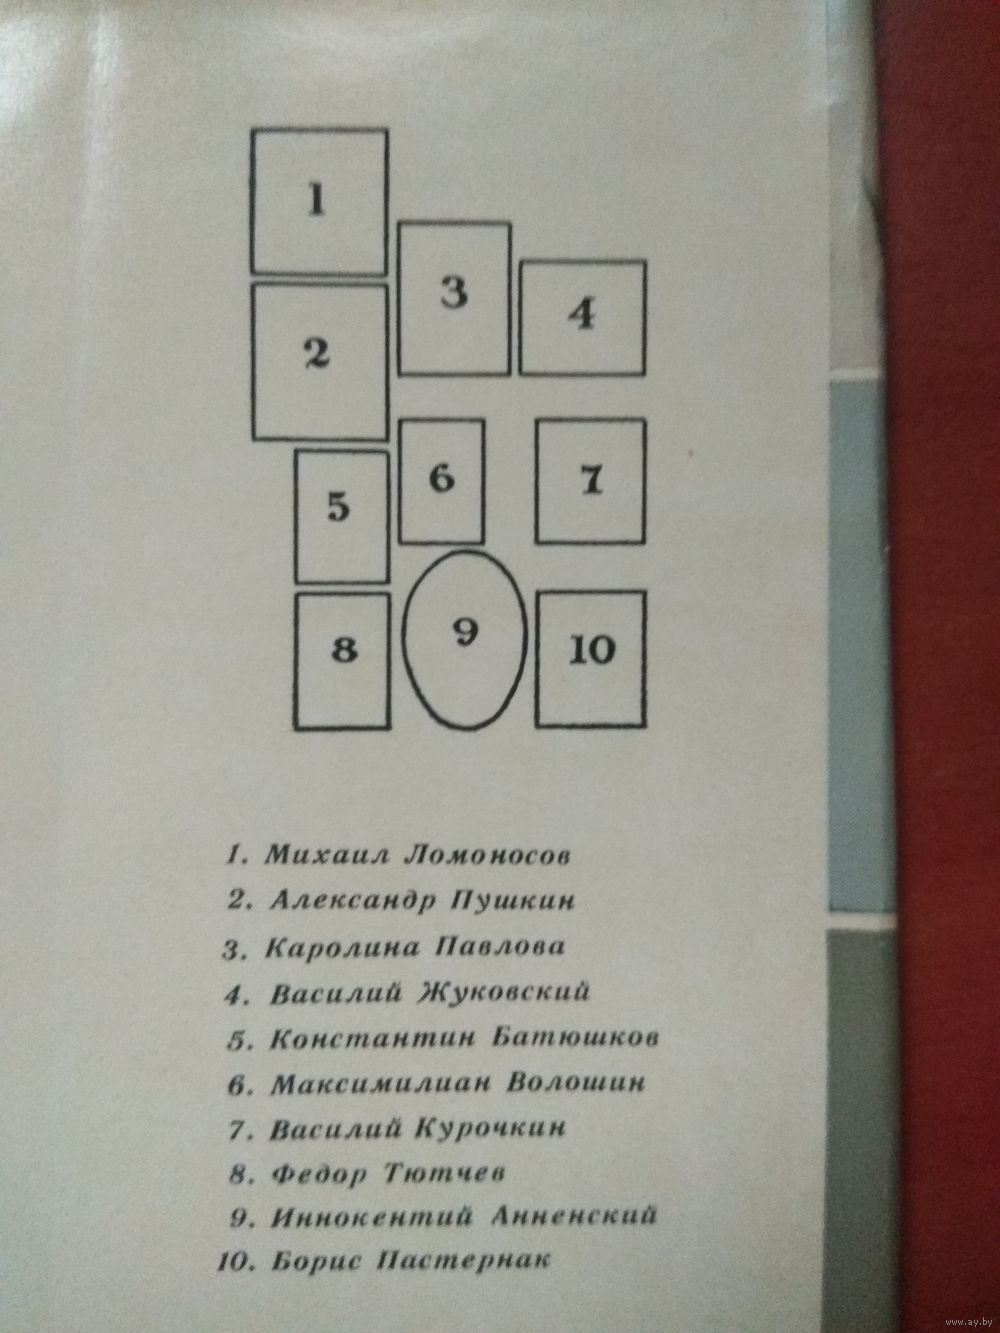 1
2
3
4
5
6
7
8
9
10
1. Михаил Ломоносов
2. Александр Пушкин
3. Каролина Павлова
4. Василий Жуковский
5. Константин Батюшков
6. Максимилиан Волошин
7. Василий Курочкин
8. Федор Тютчев
9. Иннокентий Анненский
10. Борис Пастернак
www.ay.by